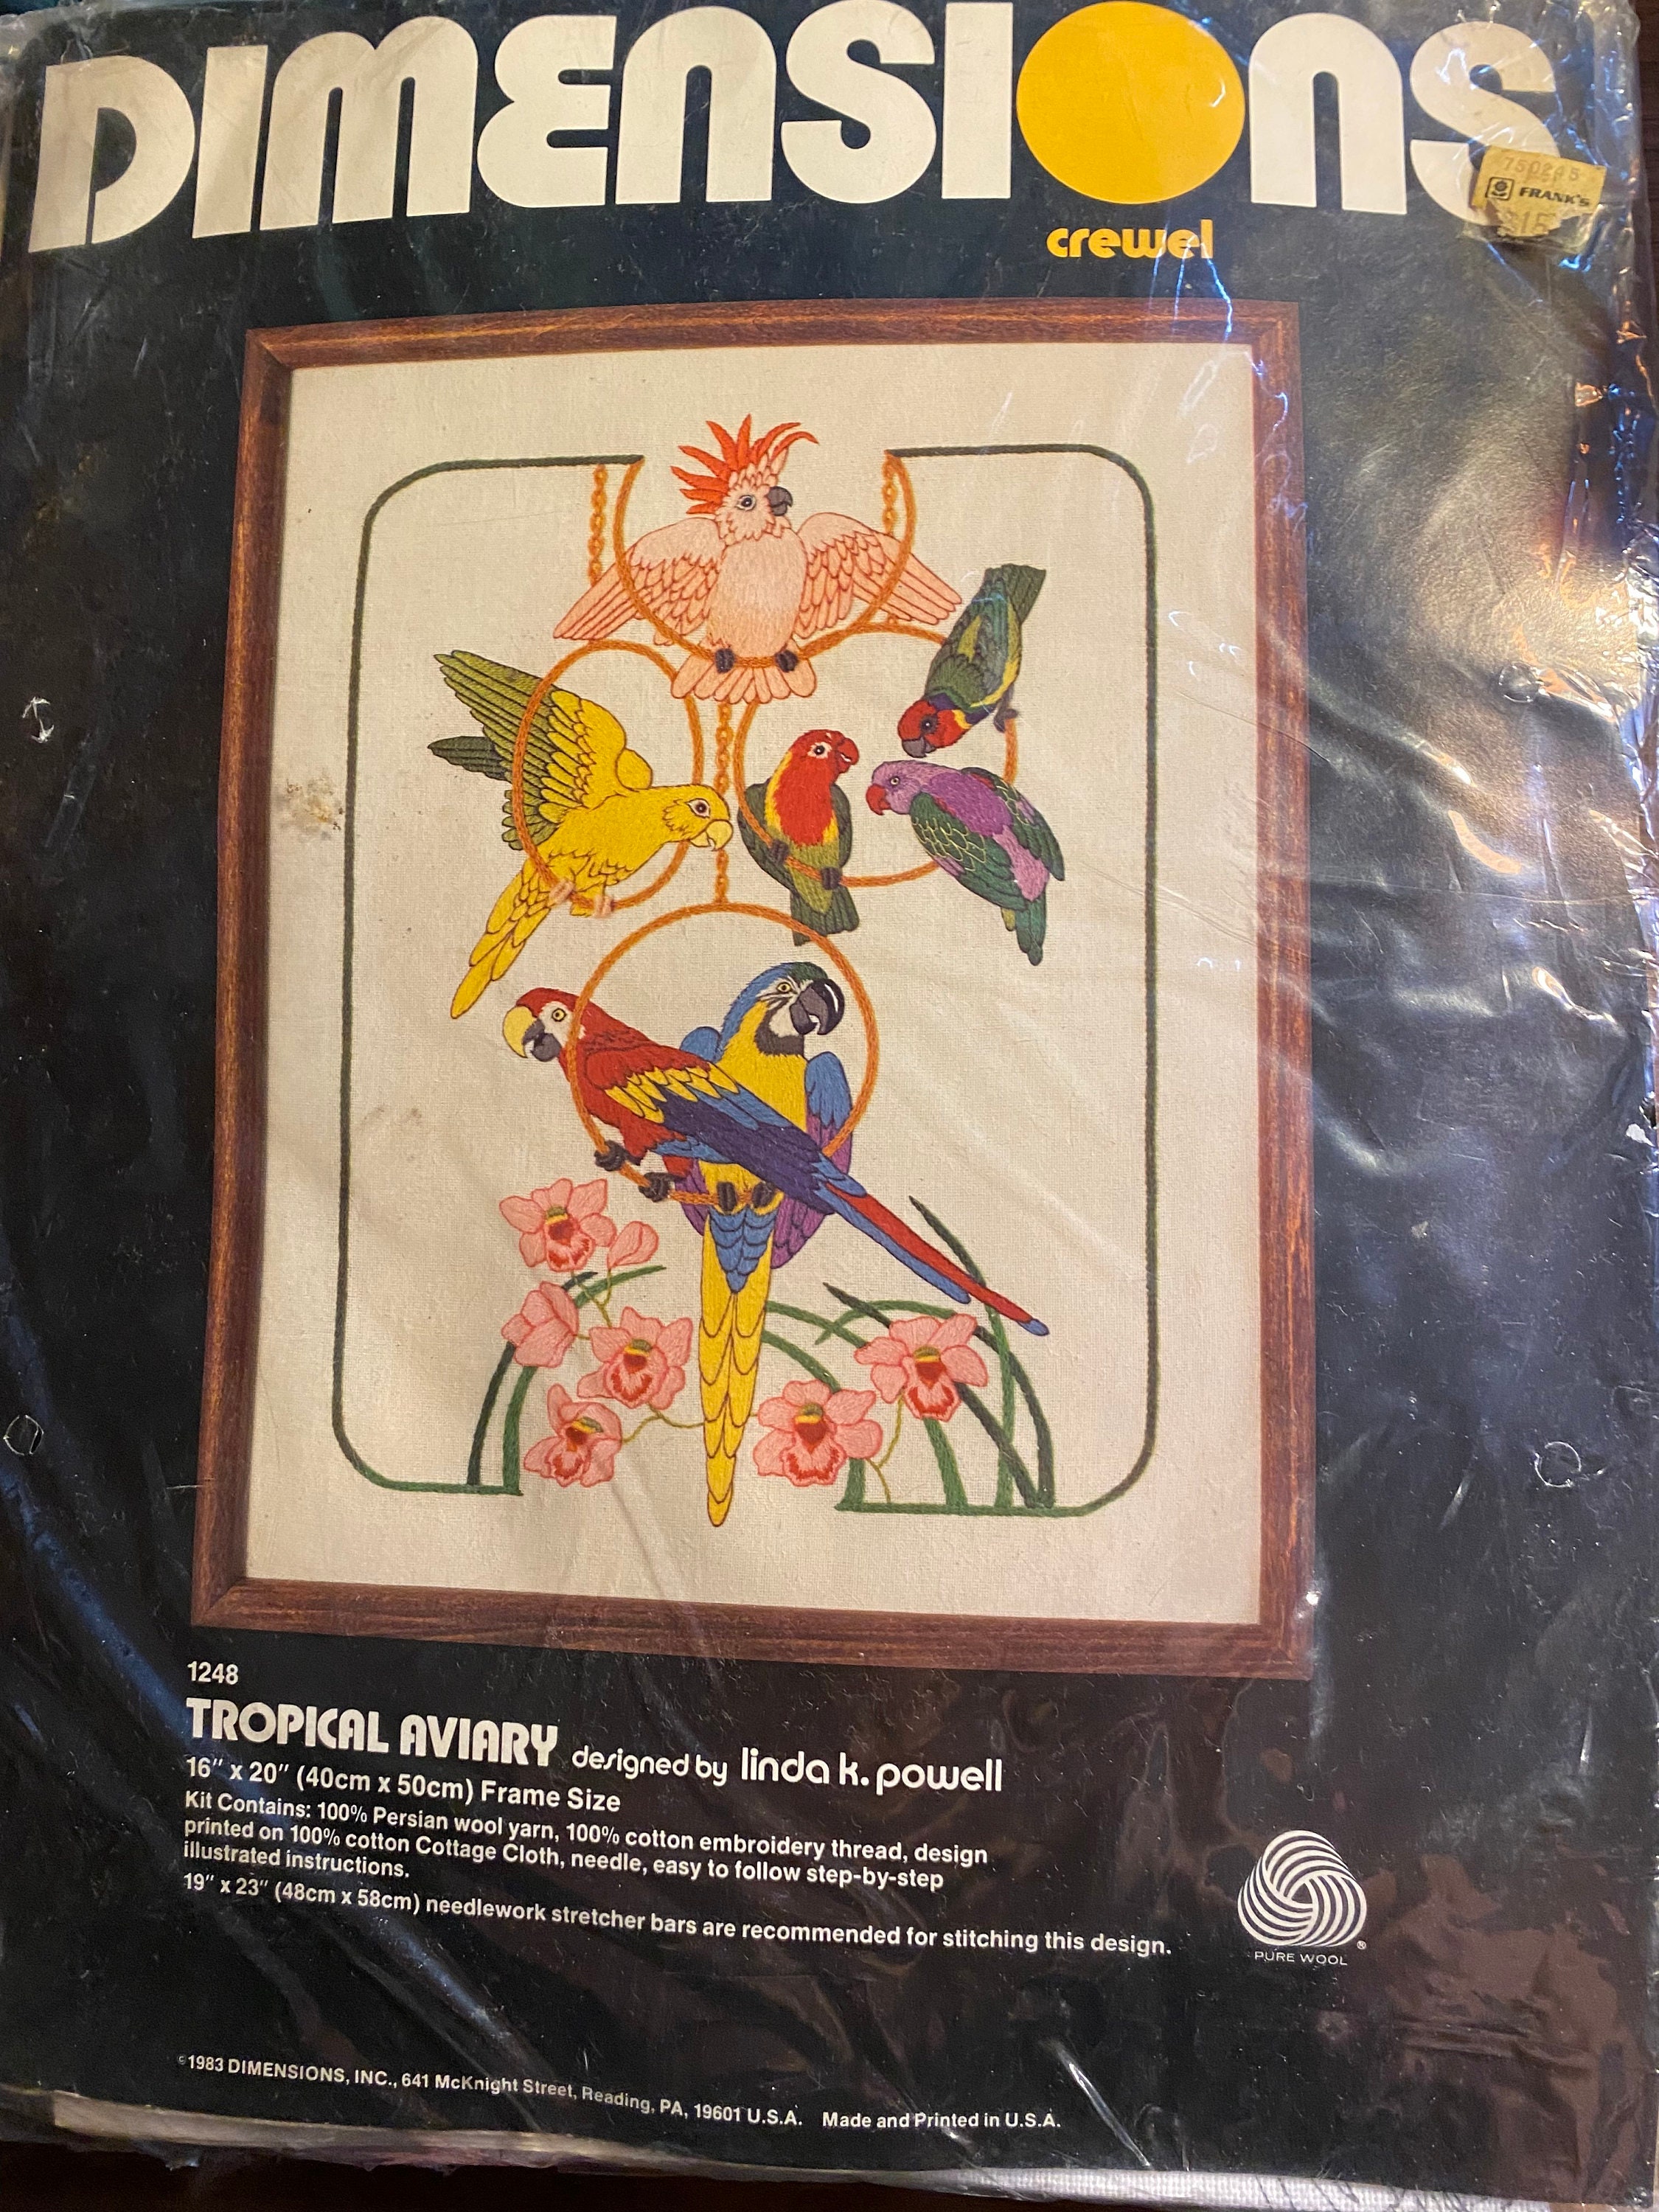 DIMENSIONS
crewel
750205
FRANK'S
1248
TROPICAL AVIARY designed by linda k. powell
16" x 20" (40cm x 50cm) Frame Size
Kit Contains: 100% Persian wool yarn, 100% cotton embroidery thread, design
printed on 100% cotton Cottage Cloth, needle, easy to follow step-by-step
illustrated instructions.
19" x 23" (48cm x 58cm) needlework stretcher bars are recommended for stitching this design.
®
PURE WOOL
©1983 DIMENSIONS, INC., 641 McKnight Street, Reading, PA, 19601 U.S.A. Made and Printed in U.S.A.